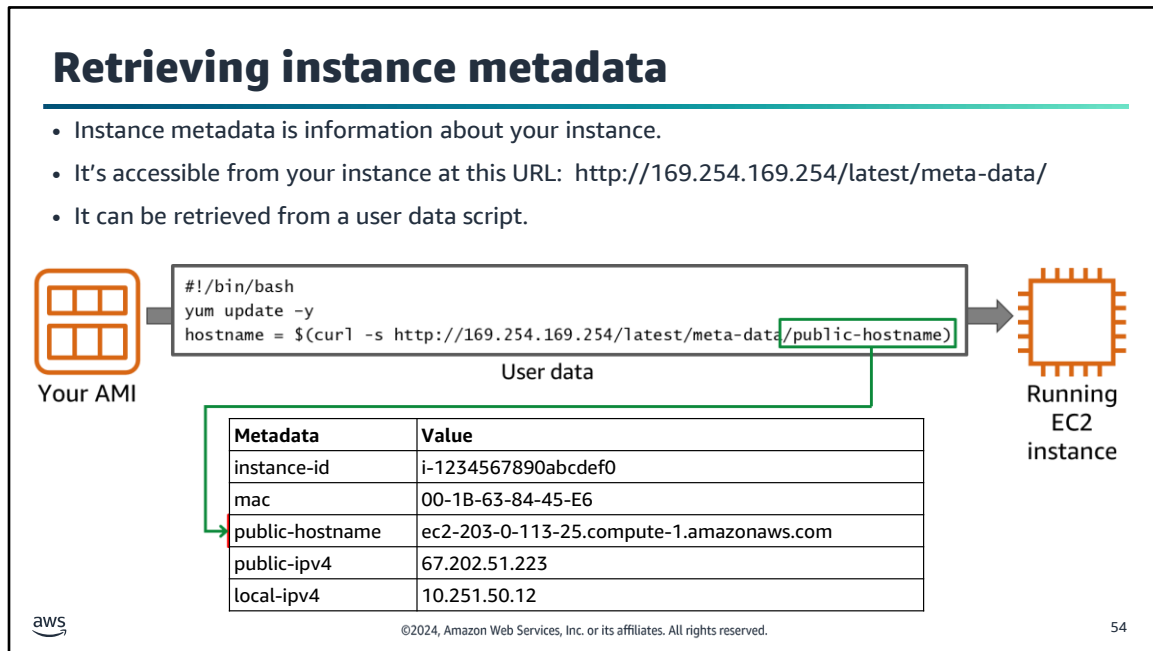 Retrieving instance metadata
• Instance metadata is information about your instance.
• It’s accessible from your instance at this URL:  http://169.254.169.254/latest/meta-data/
• It can be retrieved from a user data script.
#!/bin/bash
yum update –y
hostname = $(curl -s http://169.254.169.254/latest/meta-data/public-hostname)
User data
Your AMI
Running
EC2
instance
Metadata Value
instance-id i-1234567890abcdef0
mac 00-1B-63-84-45-E6
public-hostname ec2-203-0-113-25.compute-1.amazonaws.com
public-ipv4 67.202.51.223
local-ipv4 10.251.50.12
aws
©2024, Amazon Web Services, Inc. or its affiliates. All rights reserved.
54